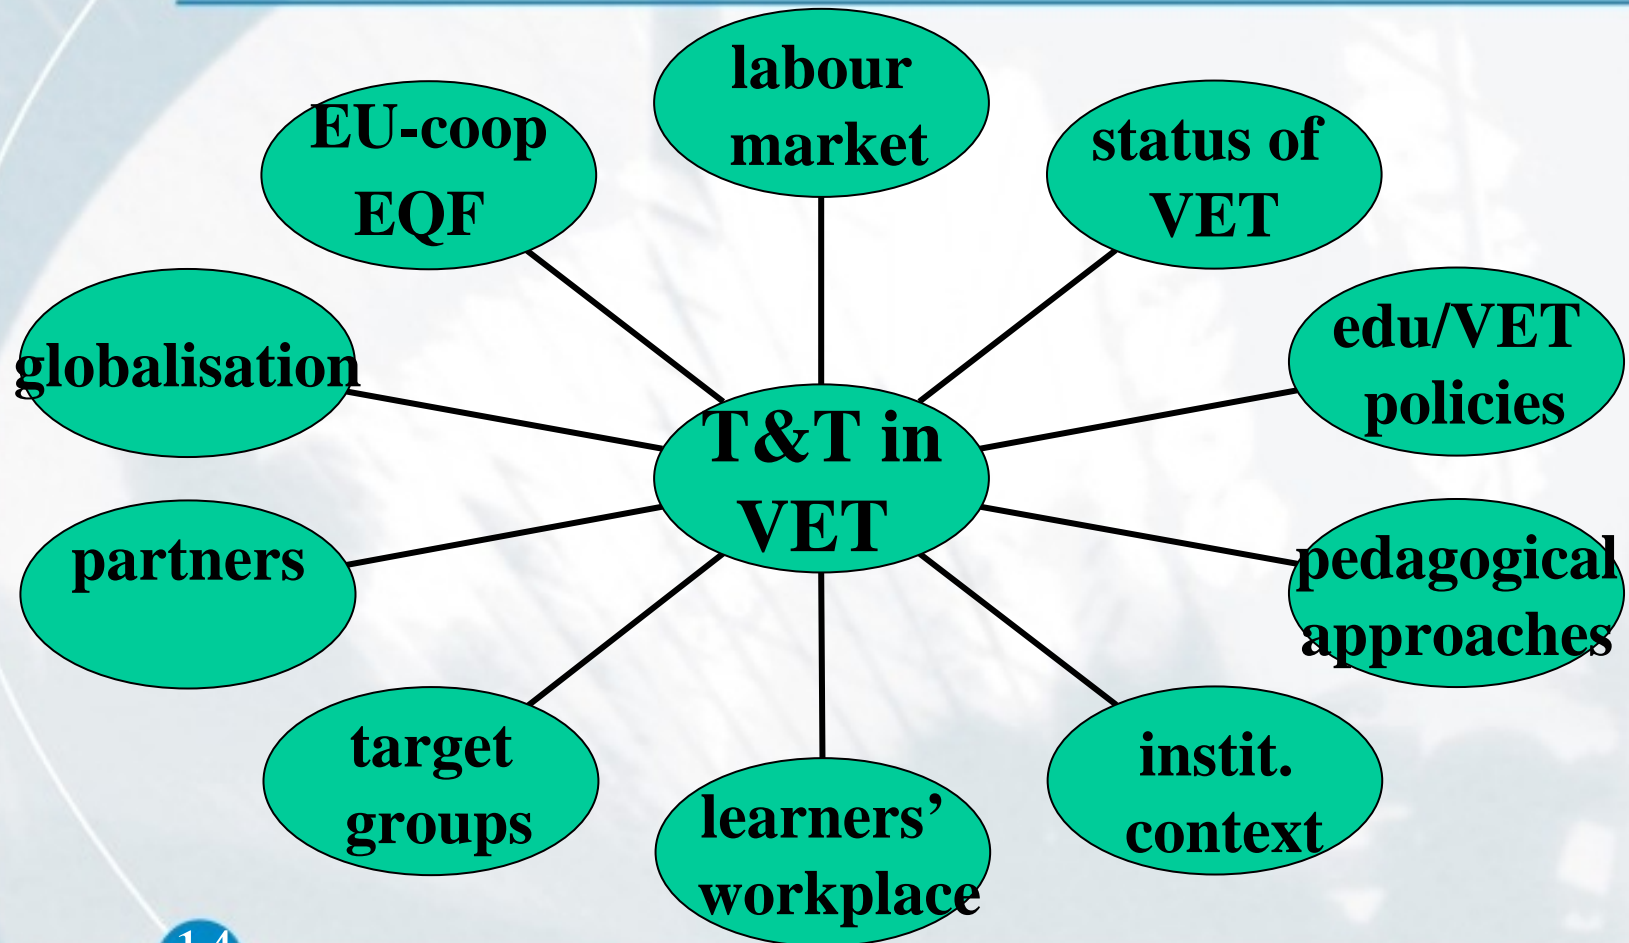 labour
market
EU-coop
EQF
status of
VET
globalisation
edu/VET
policies
T&T in
VET
partners
pedagogical
approaches
target
groups
instit.
context
learners’
workplace
14